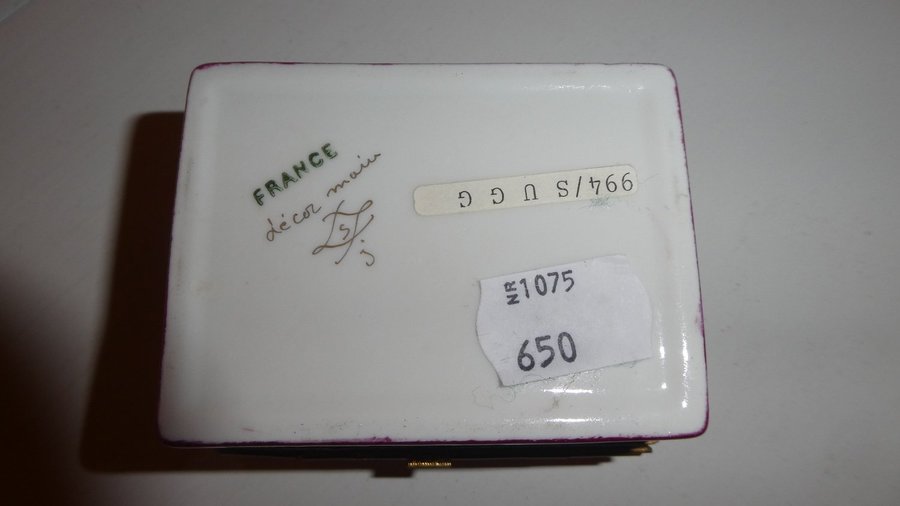 FRANCE
décor main
994/S U G G
NR1075
650